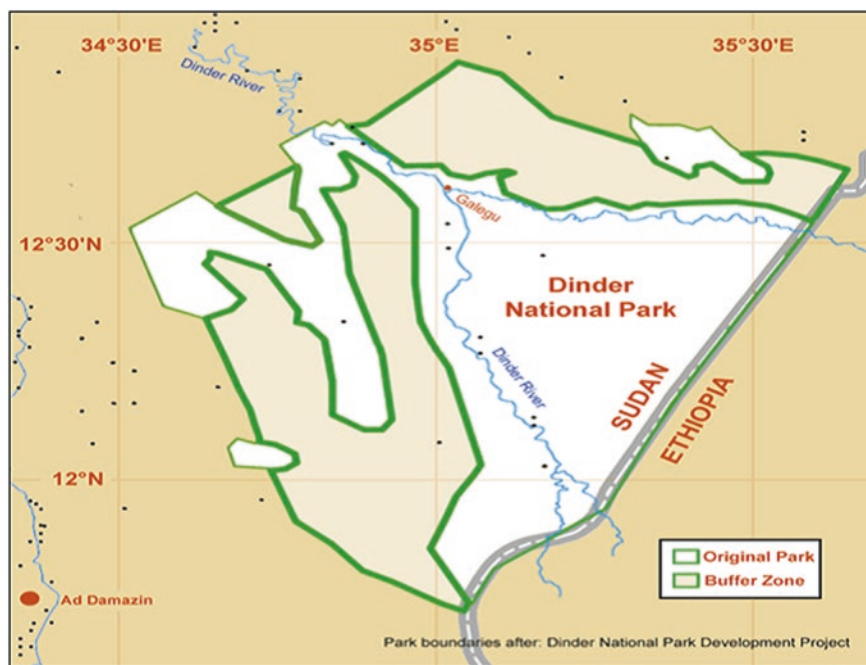 34°30'E
35°E
35°30'E
Dinder River
Galegu
12°30'N
Dinder
National Park
Dinder River
SUDAN
ETHIOPIA
12°N
Original Park
Buffer Zone
Ad Damazin
Park boundaries after: Dinder National Park Development Project